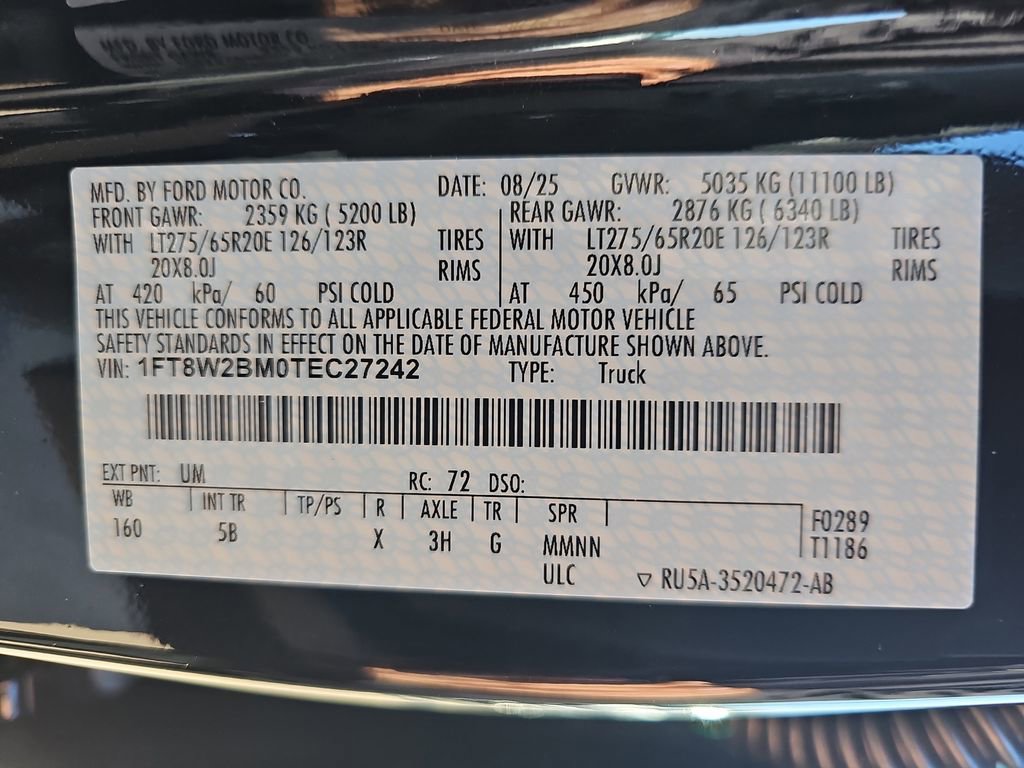 MFD. BY FORD MOTOR CO.
MFD. BY FORD MOTOR CO. DATE: 08/25 GVWR: 5035 KG (11100 LB)
FRONT GAWR: 2359 KG ( 5200 LB) REAR GAWR: 2876 KG ( 6340 LB)
WITH LT275/65R20E 126/123R TIRES WITH LT275/65R20E 126/123R TIRES
20X8.0J RIMS 20X8.0J RIMS
AT 420 kPa/ 60 PSI COLD AT 450 kPa/ 65 PSI COLD
THIS VEHICLE CONFORMS TO ALL APPLICABLE FEDERAL MOTOR VEHICLE
SAFETY STANDARDS IN EFFECT ON THE DATE OF MANUFACTURE SHOWN ABOVE.
VIN: 1FT8W2BM0TEC27242 TYPE: Truck
EXT PNT: UM RC: 72 DSO:
WB INT TR TP/PS R AXLE TR SPR F0289
160 5B X 3H G MMNN T1186
ULC ▽ RU5A-3520472-AB